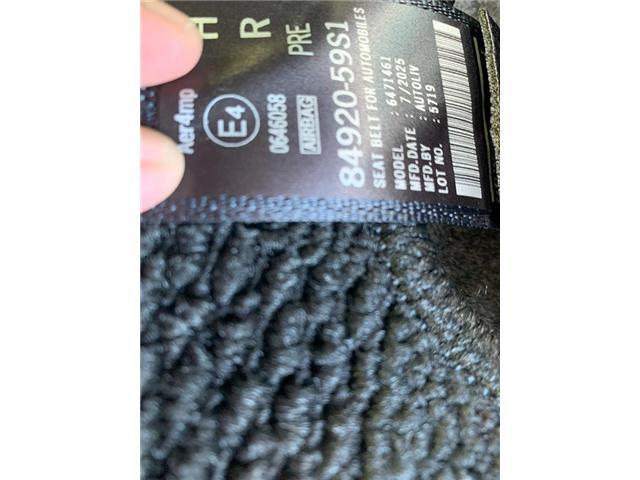 H R PRE
Aer4mp
E4
0646058
AIRBAG
84920-59S1
SEAT BELT FOR AUTOMOBILES
MODEL : 6471461
MFD.DATE : 7/2025
MFD.BY : AUTOLIV
LOT NO. : 5719